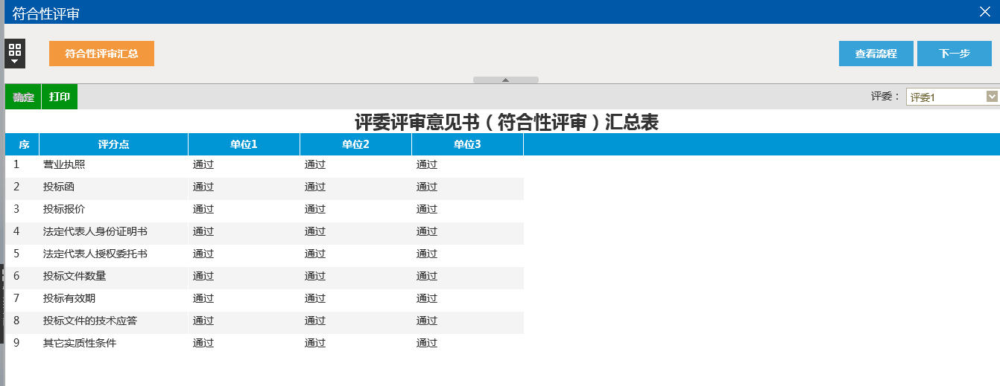 符合性评审
符合性评审汇总 查看流程 下一步
确定 打印 评委： 评委1
评委评审意见书（符合性评审）汇总表
序 评分点 单位1 单位2 单位3
1 营业执照 通过 通过 通过
2 投标函 通过 通过 通过
3 投标报价 通过 通过 通过
4 法定代表人身份证明书 通过 通过 通过
5 法定代表人授权委托书 通过 通过 通过
6 投标文件数量 通过 通过 通过
7 投标有效期 通过 通过 通过
8 投标文件的技术应答 通过 通过 通过
9 其它实质性条件 通过 通过 通过